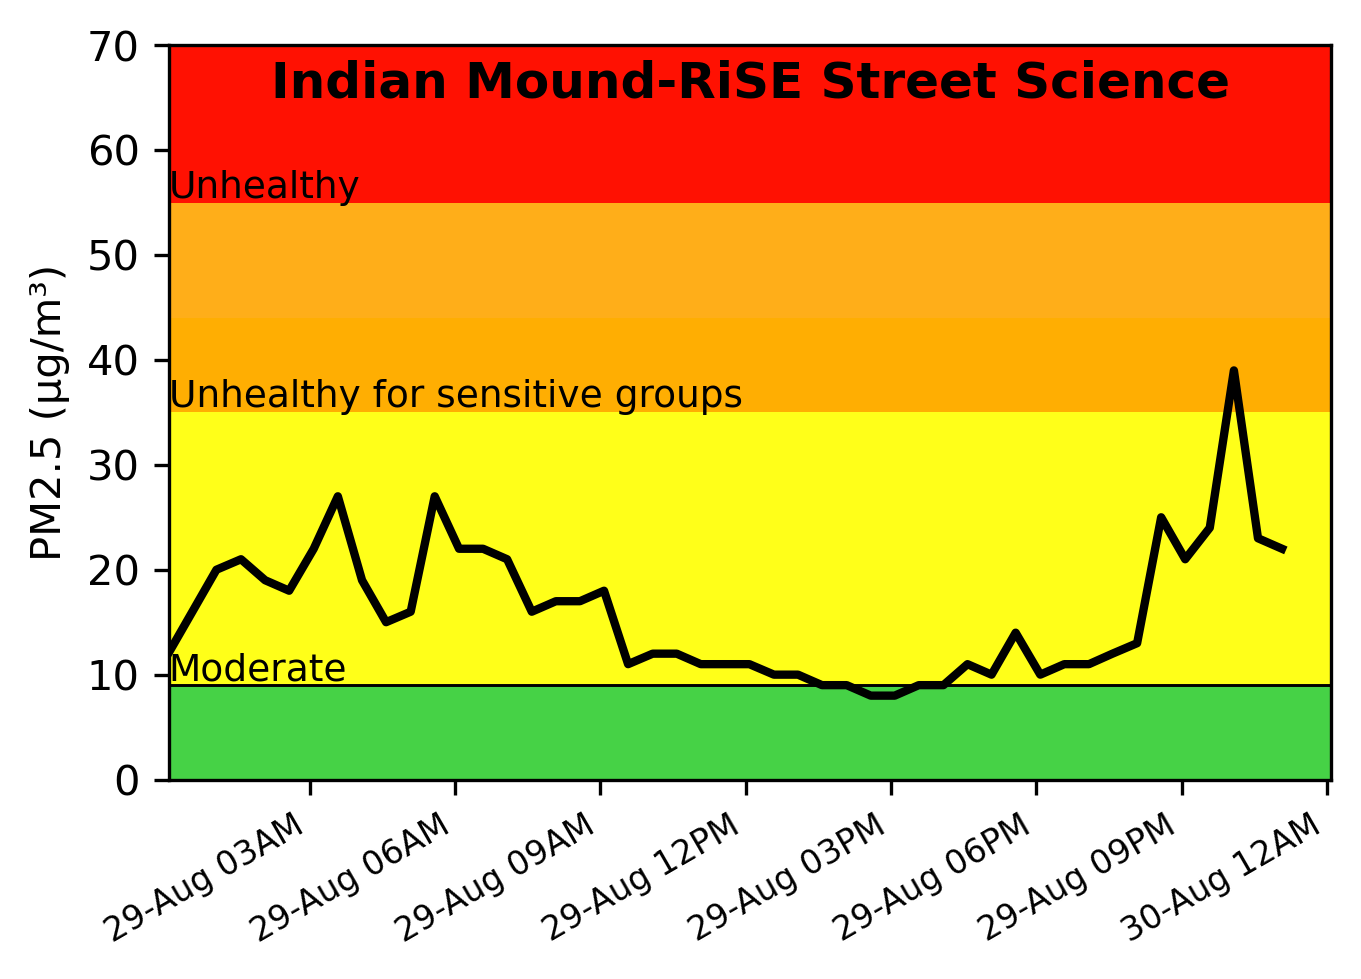 Indian Mound-RiSE Street Science
70
60
50
40
30
20
10
0
PM2.5 (µg/m³)
Unhealthy
Unhealthy for sensitive groups
Moderate
29-Aug 03AM
29-Aug 06AM
29-Aug 09AM
29-Aug 12PM
29-Aug 03PM
29-Aug 06PM
29-Aug 09PM
30-Aug 12AM